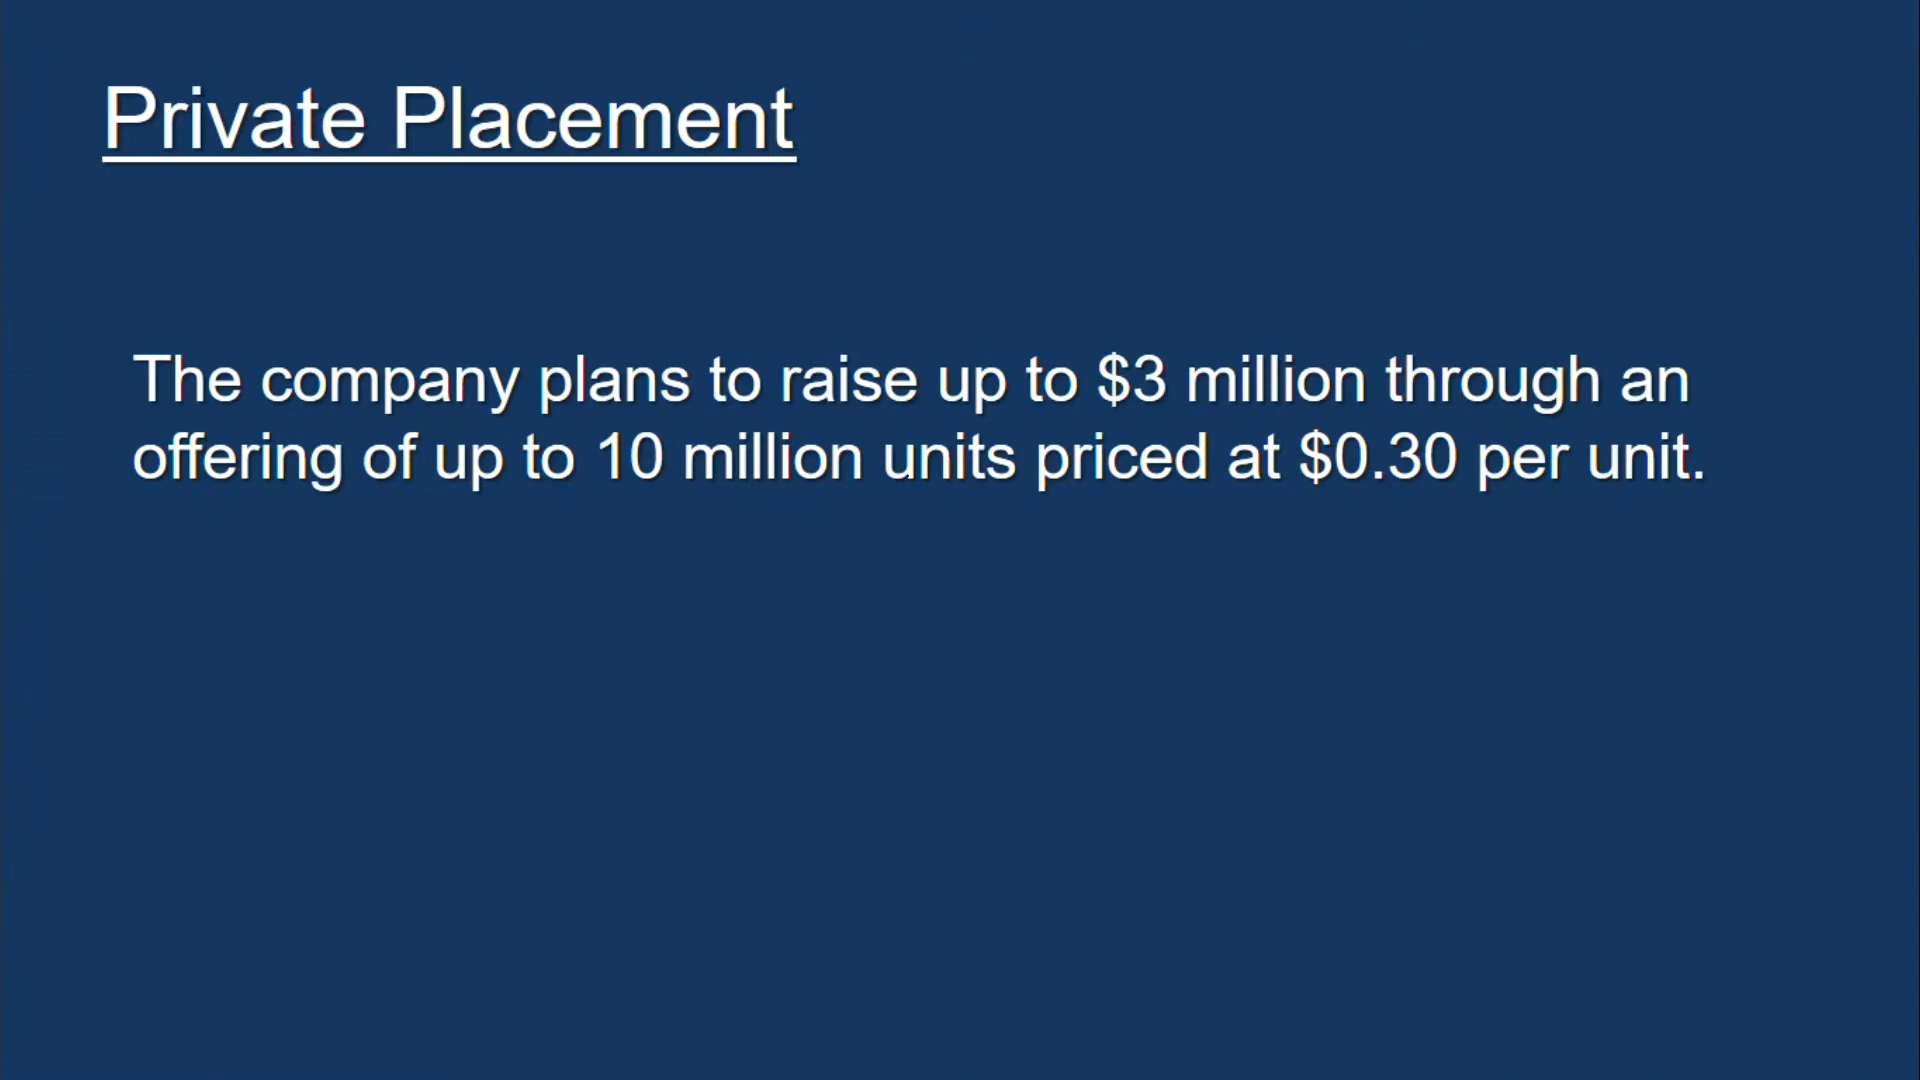 Private Placement
The company plans to raise up to $3 million through an
offering of up to 10 million units priced at $0.30 per unit.